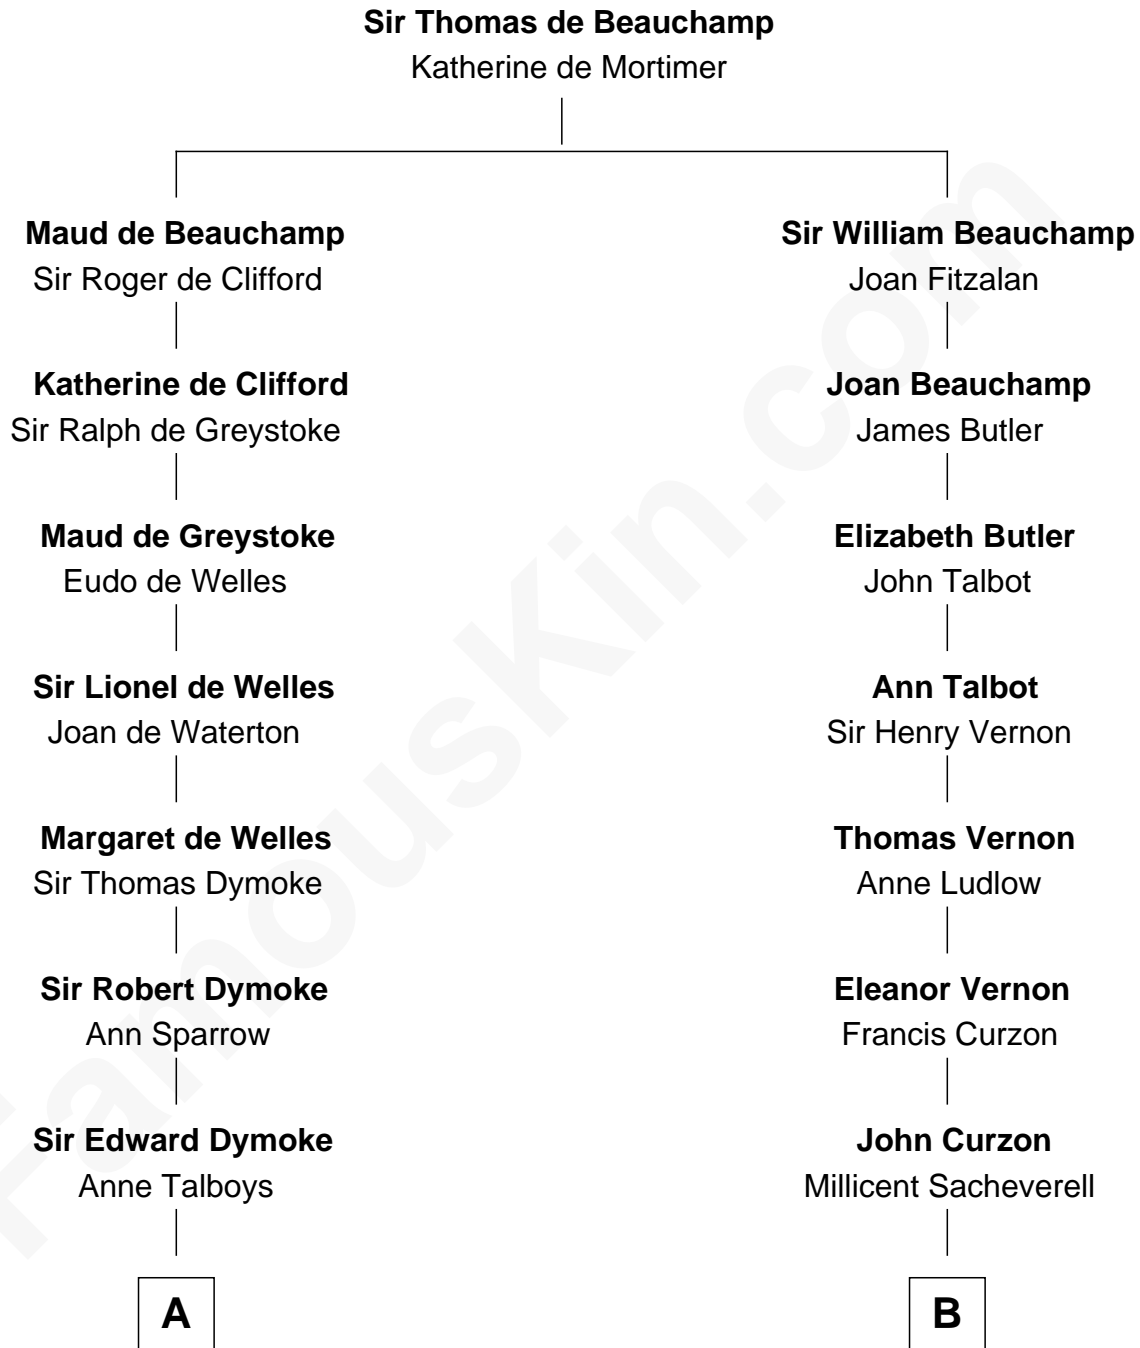 Sir Thomas de Beauchamp
Katherine de Mortimer
Maud de Beauchamp
Sir Roger de Clifford
Katherine de Clifford
Sir Ralph de Greystoke
Maud de Greystoke
Eudo de Welles
Sir Lionel de Welles
Joan de Waterton
Margaret de Welles
Sir Thomas Dymoke
Sir Robert Dymoke
Ann Sparrow
Sir Edward Dymoke
Anne Talboys
A
Sir William Beauchamp
Joan Fitzalan
Joan Beauchamp
James Butler
Elizabeth Butler
John Talbot
Ann Talbot
Sir Henry Vernon
Thomas Vernon
Anne Ludlow
Eleanor Vernon
Francis Curzon
John Curzon
Millicent Sacheverell
B
FamousKin.com